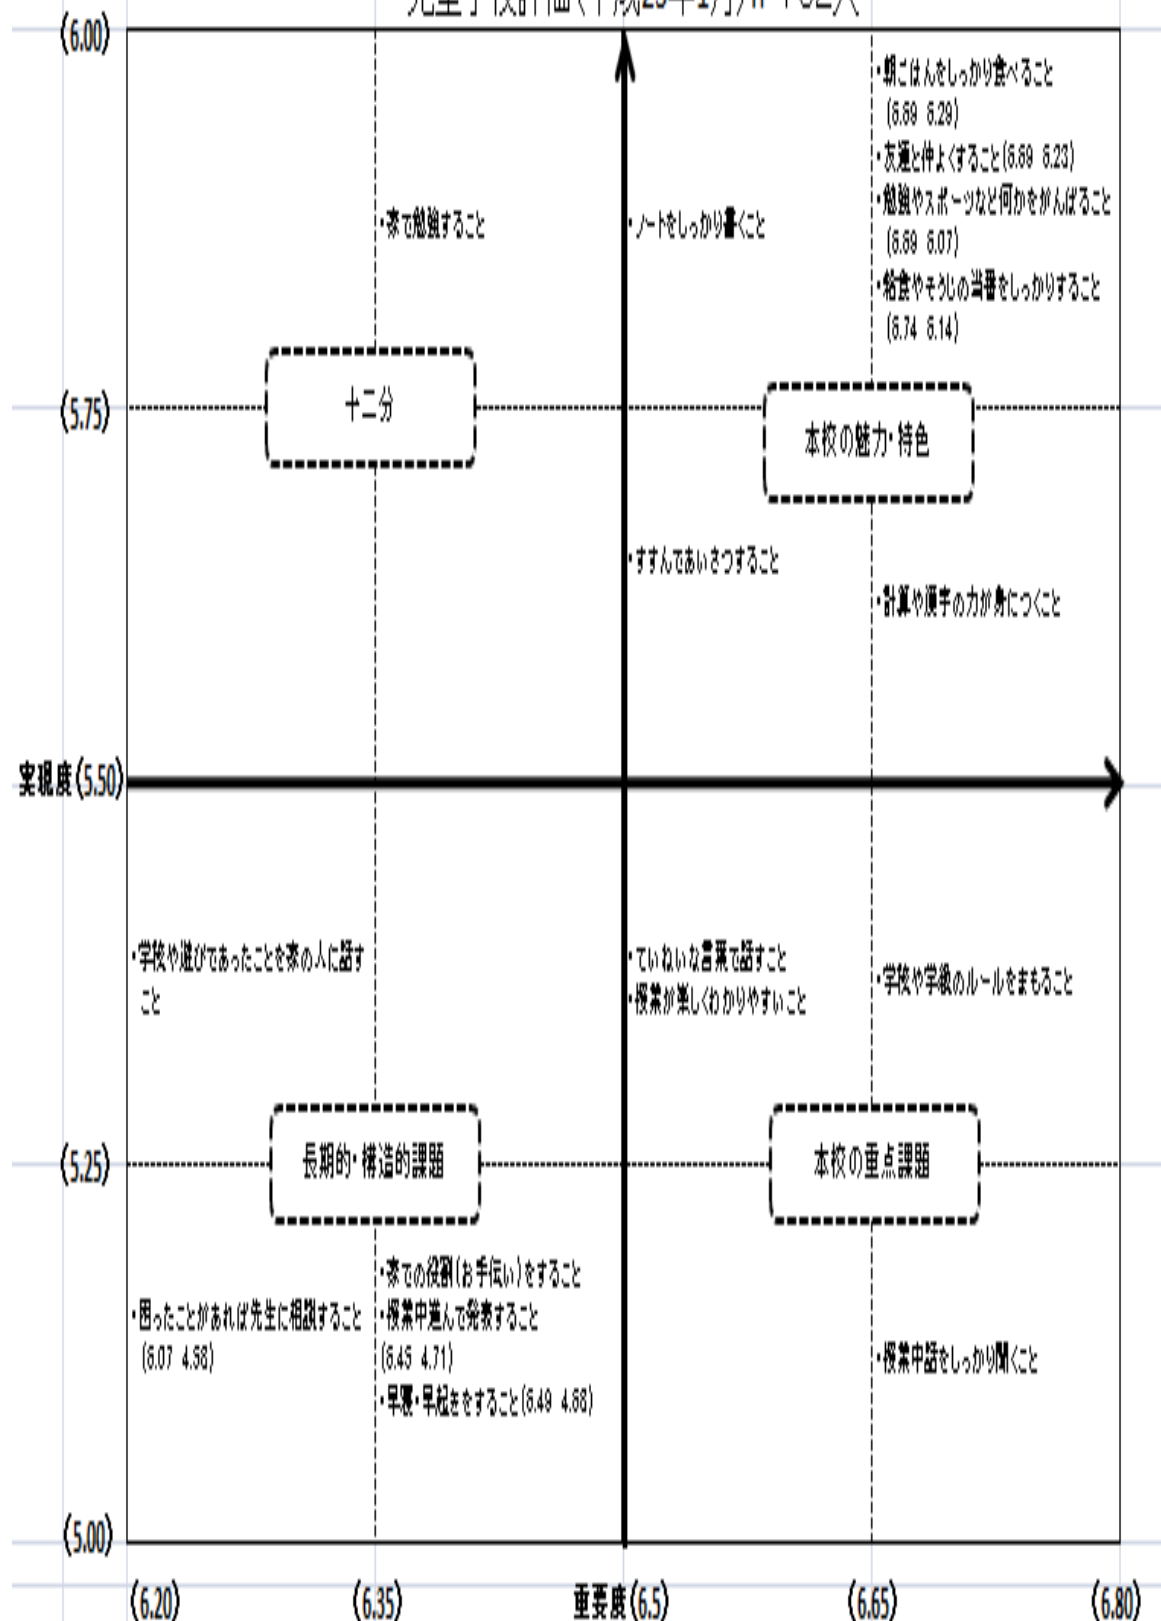 (6.00)
・朝ごはんをしっかり食べること
(6.69 6.29)
・友達と仲よくすること(6.69 6.23)
・勉強やスポーツなど何かをがんばること
(6.69 6.07)
・給食やそうじの当番をしっかりすること
(6.74 6.14)
・家で勉強すること
・ノートをしっかり書くこと
十二分
(5.75)
本校の魅力・特色
・すすんであいさつすること
・計算や漢字の力が身につくこと
実現度(5.50)
・学校や遊びであったことを家の人に話す
こと
・ていねいな言葉で話すこと
・授業が楽しくわかりやすいこと
・学校や学級のルールをまもること
長期的・構造的課題
本校の重点課題
(5.25)
・家での役割(お手伝い)をすること
・困ったことがあれば先生に相談すること
(6.07 4.98)
・授業中進んで発表すること
(6.45 4.71)
・早寝・早起きをすること(6.49 4.88)
・授業中話をしっかり聞くこと
(5.00)
(6.20)
(6.35)
重要度(6.5)
(6.65)
(6.80)